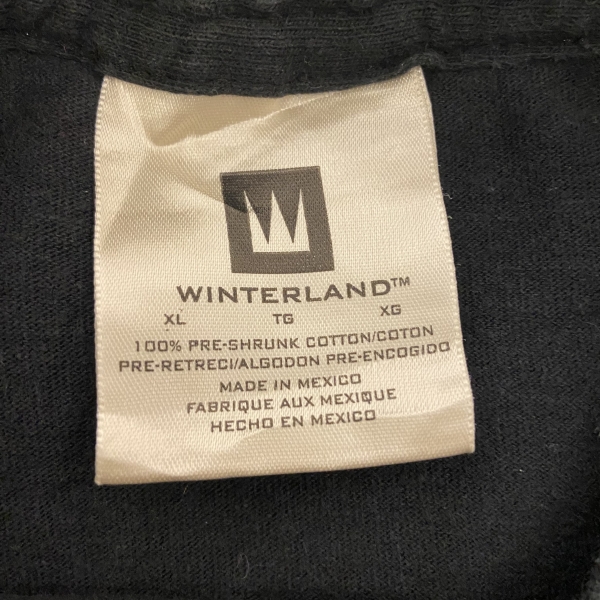 W
WINTERLAND™
XL TG XG
100% PRE-SHRUNK COTTON/COTON
PRE-RETRECI/ALGODON PRE-ENCOGIDO
MADE IN MEXICO
FABRIQUE AUX MEXIQUE
HECHO EN MEXICO